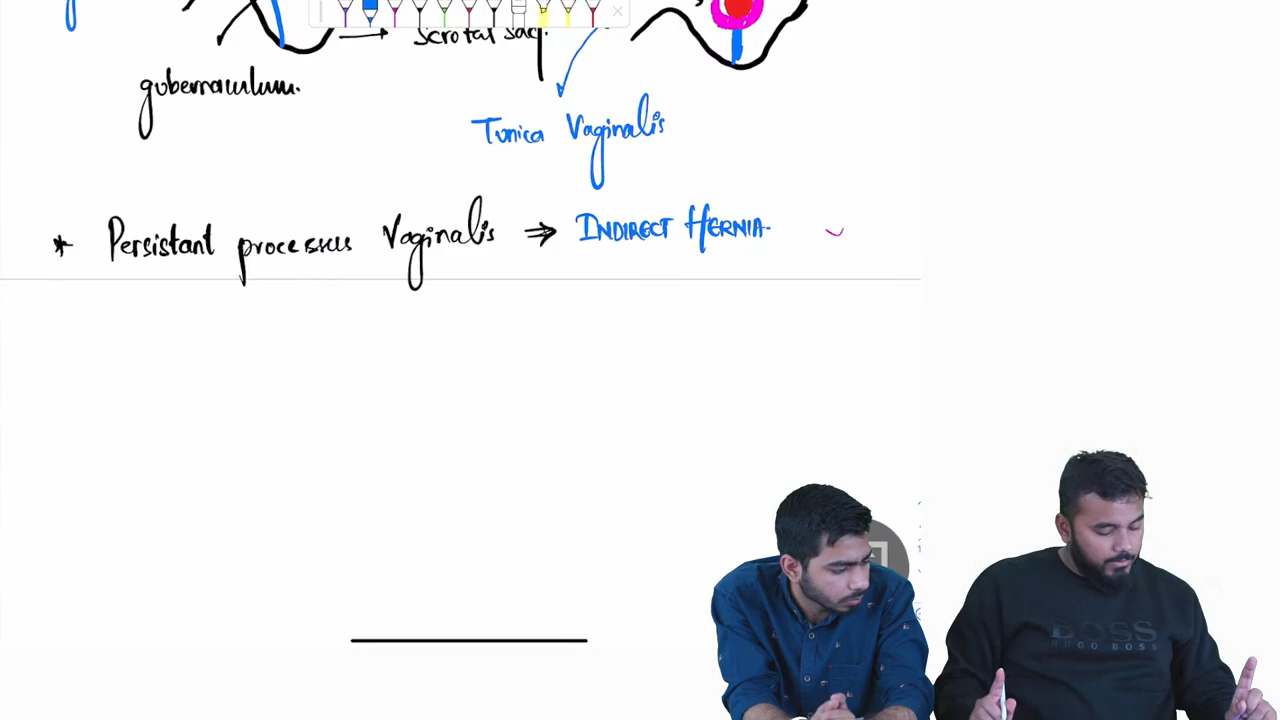 scrotal sac.
gubernaculum.
Tunica Vaginalis
* Persistant processus Vaginalis ⇒ INDIRECT HERNIA.
BOSS
HUGO BOSS